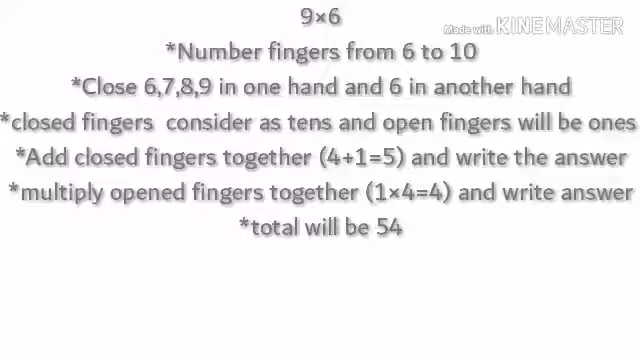 9×6
Made with KINEMASTER
*Number fingers from 6 to 10
*Close 6,7,8,9 in one hand and 6 in another hand
*closed fingers consider as tens and open fingers will be ones
*Add closed fingers together (4+1=5) and write the answer
*multiply opened fingers together (1×4=4) and write answer
*total will be 54